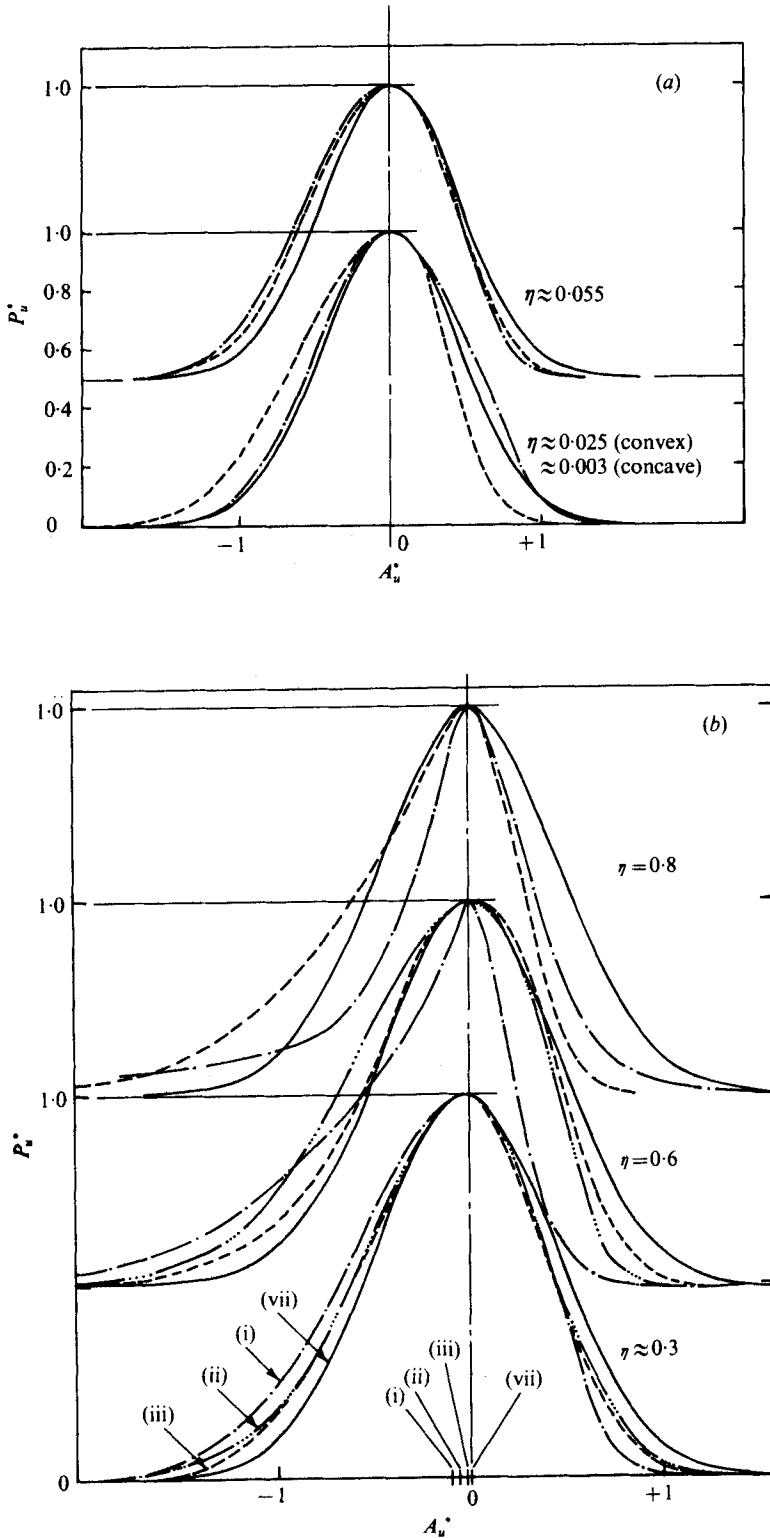 (a)
1·0
1·0
0·8
0·6
0·4
0·2
0
P*u
η≈0·055
η≈0·025 (convex)
≈0·003 (concave)
−1
0
+1
A*u
(b)
1·0
1·0
1·0
0
P*u
η=0·8
η=0·6
η≈0·3
(vii)
(i)
(ii)
(iii)
(iii)
(ii)
(i)
(vii)
−1
0
+1
A*u